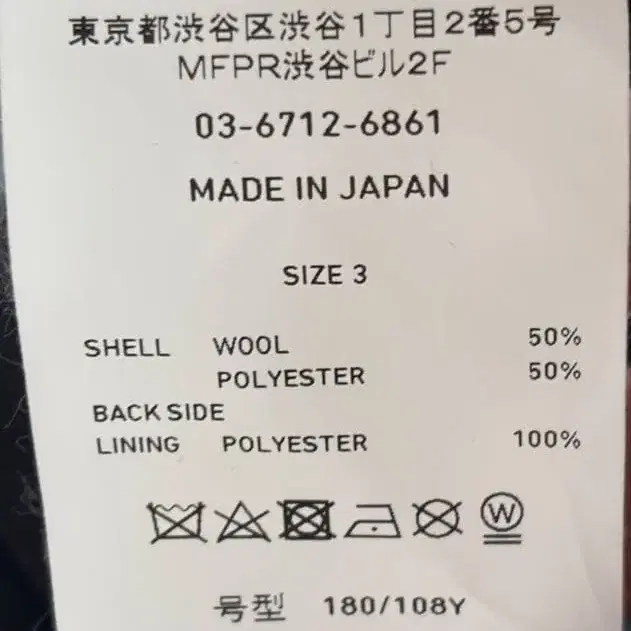 東京都渋谷区渋谷1丁目2番5号
MFPR渋谷ビル2F
03-6712-6861
MADE IN JAPAN
SIZE 3
SHELL WOOL 50%
POLYESTER 50%
BACK SIDE
LINING POLYESTER 100%
W
号型 180/108Y